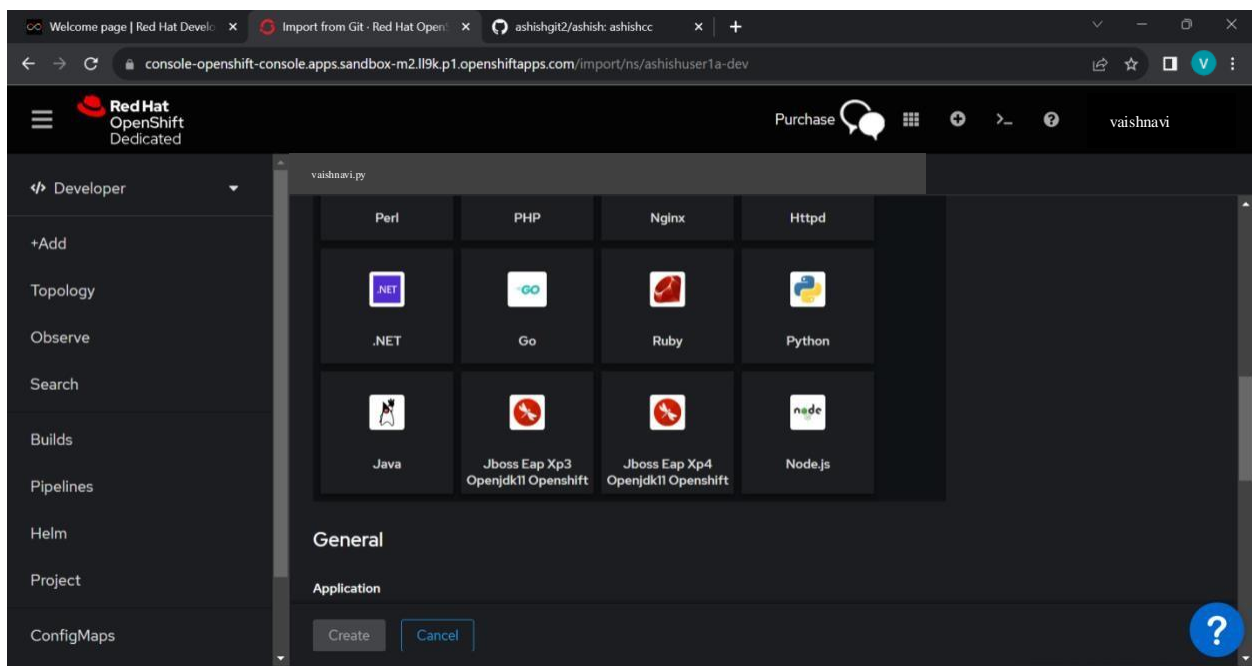 Welcome page | Red Hat Develo
Import from Git · Red Hat Open
ashishgit2/ashish: ashishcc
console-openshift-console.apps.sandbox-m2.ll9k.p1.openshiftapps.com/import/ns/ashishuser1a-dev
V
Red Hat
OpenShift
Dedicated
Purchase
vaishnavi
</> Developer
vaishnavi.py
+Add
Topology
Observe
Search
Builds
Pipelines
Helm
Project
ConfigMaps
Perl PHP Nginx Httpd
.NET GO
.NET Go Ruby Python
node
Java Jboss Eap Xp3 Openjdk11 Openshift Jboss Eap Xp4 Openjdk11 Openshift Node.js
General
Application
Create Cancel
?